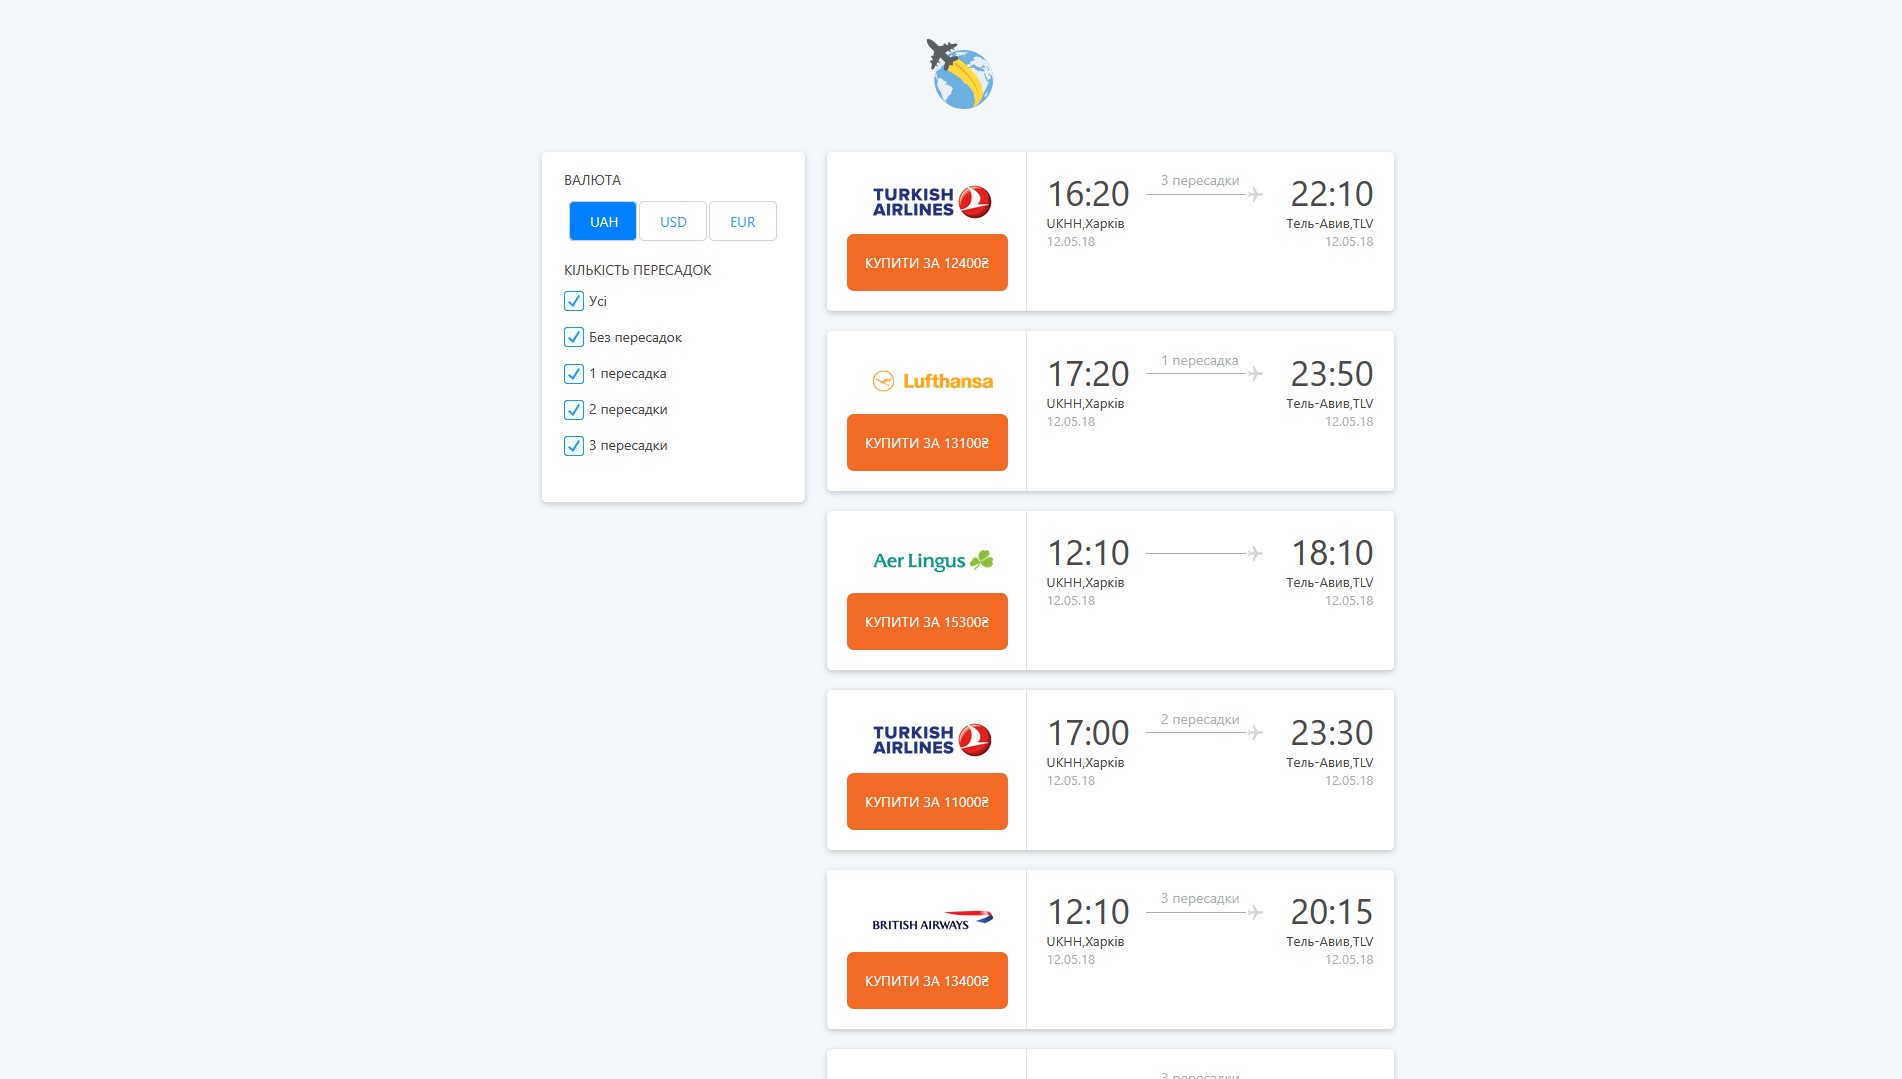 ВАЛЮТА
UAH
USD
EUR
КІЛЬКІСТЬ ПЕРЕСАДОК
Усі
Без пересадок
1 пересадка
2 пересадки
3 пересадки
TURKISH
AIRLINES
КУПИТИ ЗА 12400₴
16:20
3 пересадки
22:10
UKHH,Харків
Тель-Авив,TLV
12.05.18
12.05.18
Lufthansa
КУПИТИ ЗА 13100₴
17:20
1 пересадка
23:50
UKHH,Харків
Тель-Авив,TLV
12.05.18
12.05.18
Aer Lingus
КУПИТИ ЗА 15300₴
12:10
18:10
UKHH,Харків
Тель-Авив,TLV
12.05.18
12.05.18
TURKISH
AIRLINES
КУПИТИ ЗА 11000₴
17:00
2 пересадки
23:30
UKHH,Харків
Тель-Авив,TLV
12.05.18
12.05.18
BRITISH AIRWAYS
КУПИТИ ЗА 13400₴
12:10
3 пересадки
20:15
UKHH,Харків
Тель-Авив,TLV
12.05.18
12.05.18
3 пересадки